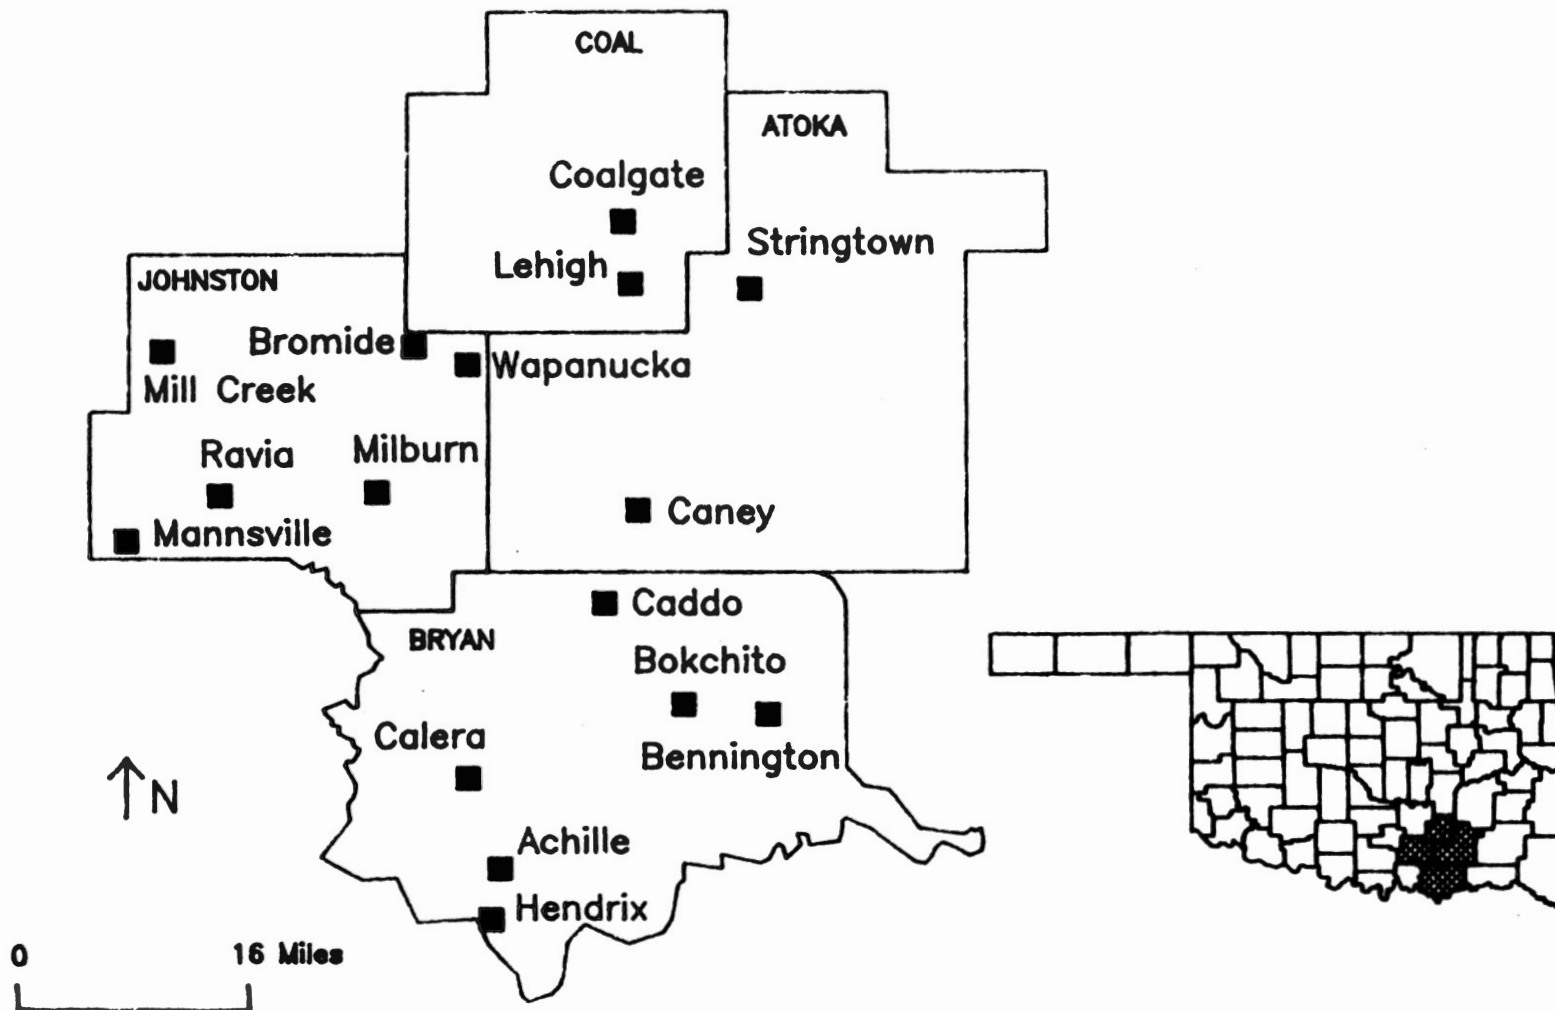 COAL
ATOKA
Coalgate
Stringtown
Lehigh
JOHNSTON
Bromide
Wapanucka
Mill Creek
Ravia
Milburn
Caney
Mannsville
Caddo
BRYAN
Bokchito
Calera
Bennington
N
Achille
Hendrix
0
16 Miles